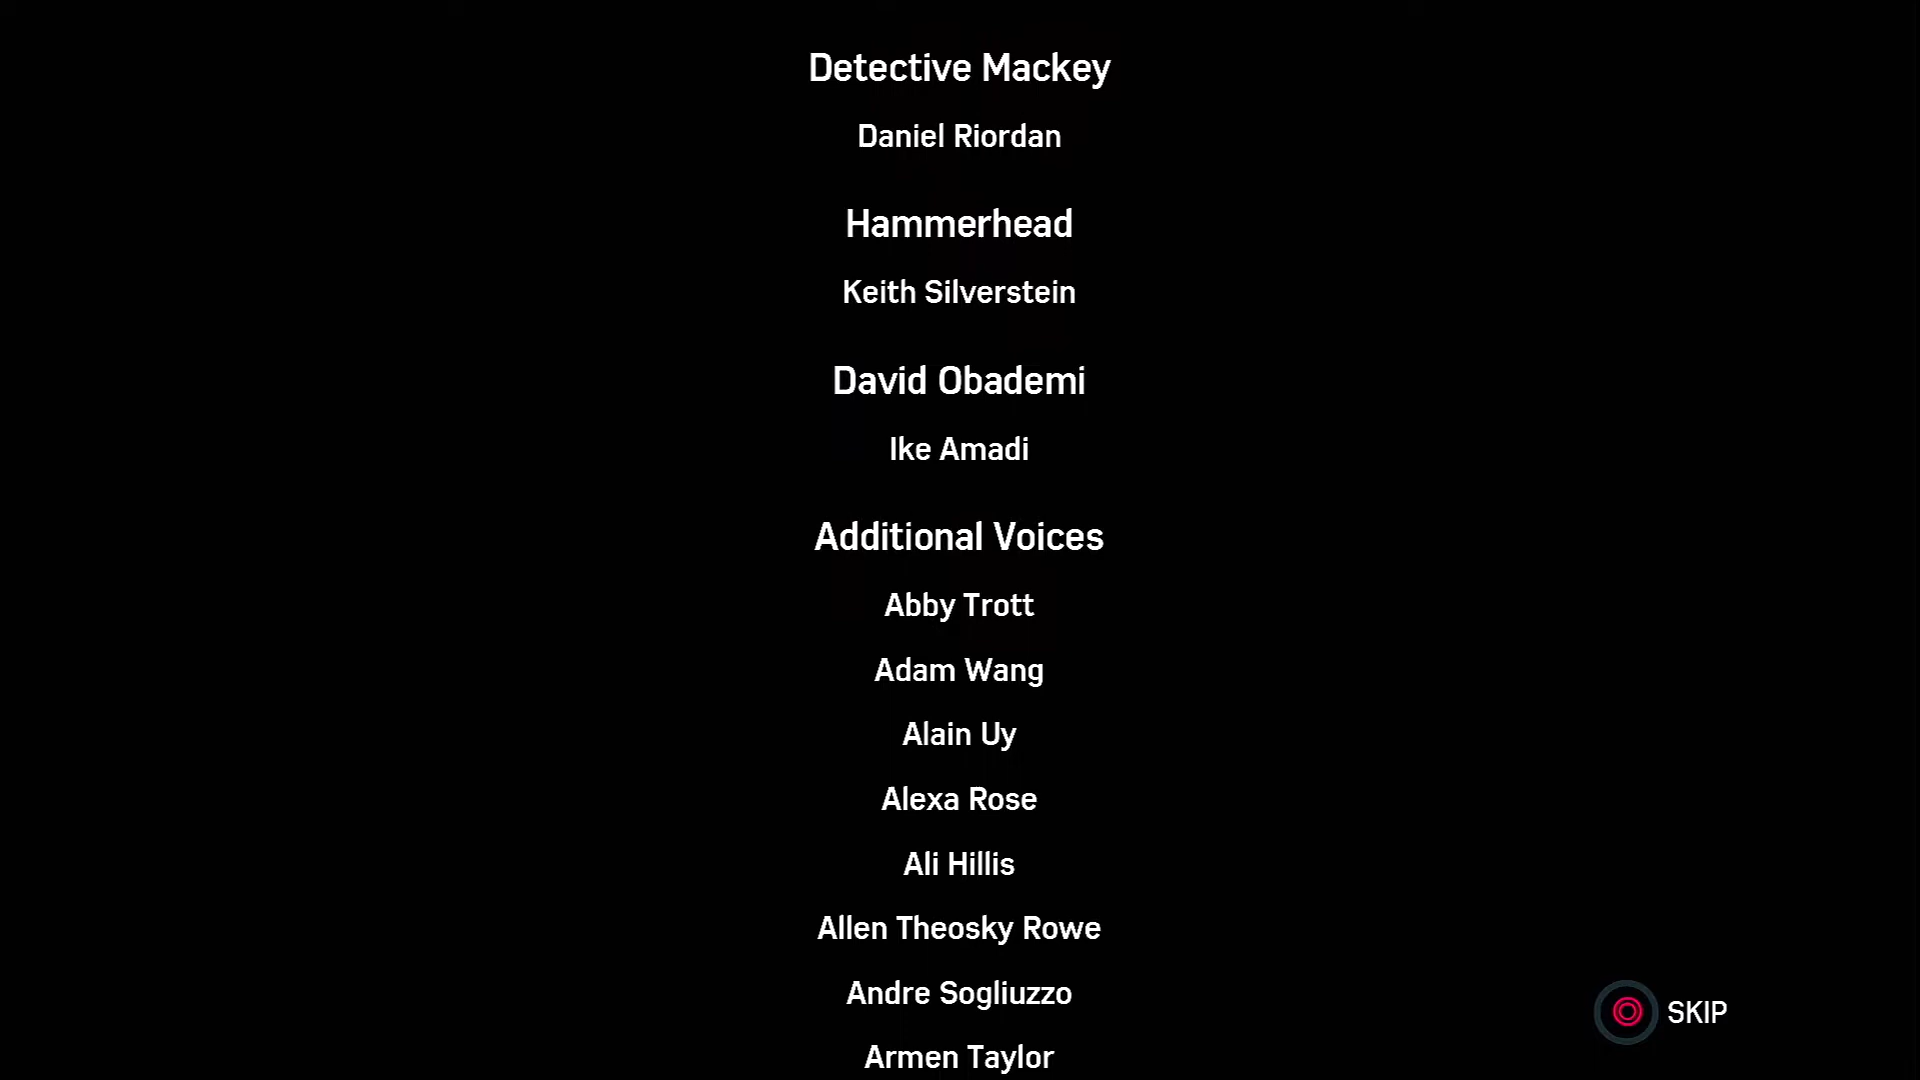 Detective Mackey
Daniel Riordan
Hammerhead
Keith Silverstein
David Obademi
Ike Amadi
Additional Voices
Abby Trott
Adam Wang
Alain Uy
Alexa Rose
Ali Hillis
Allen Theosky Rowe
Andre Sogliuzzo
SKIP
Armen Taylor